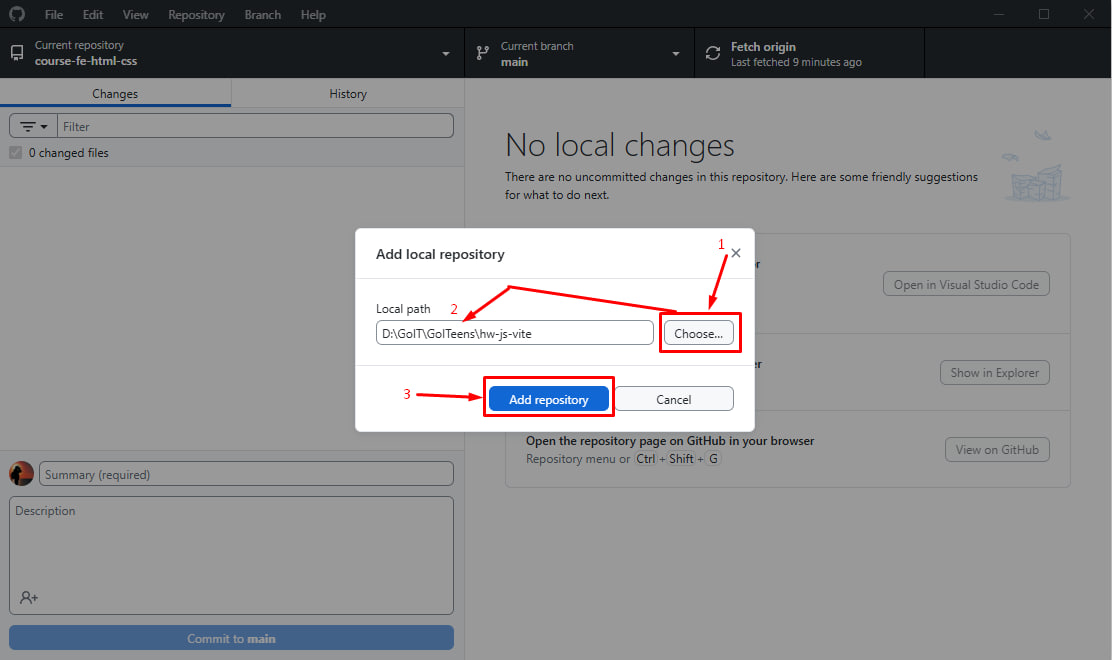 File Edit View Repository Branch Help
Current repository
course-fe-html-css
Current branch
main
Fetch origin
Last fetched 9 minutes ago
Changes
History
Filter
0 changed files
No local changes
There are no uncommitted changes in this repository. Here are some friendly suggestions
for what to do next.
or
Open in Visual Studio Code
er
Show in Explorer
Open the repository page on GitHub in your browser
Repository menu or Ctrl + Shift + G
View on GitHub
Add local repository
1
Local path
2
D:\GoIT\GoITeens\hw-js-vite
Choose...
3
Add repository
Cancel
Summary (required)
Description
Commit to main